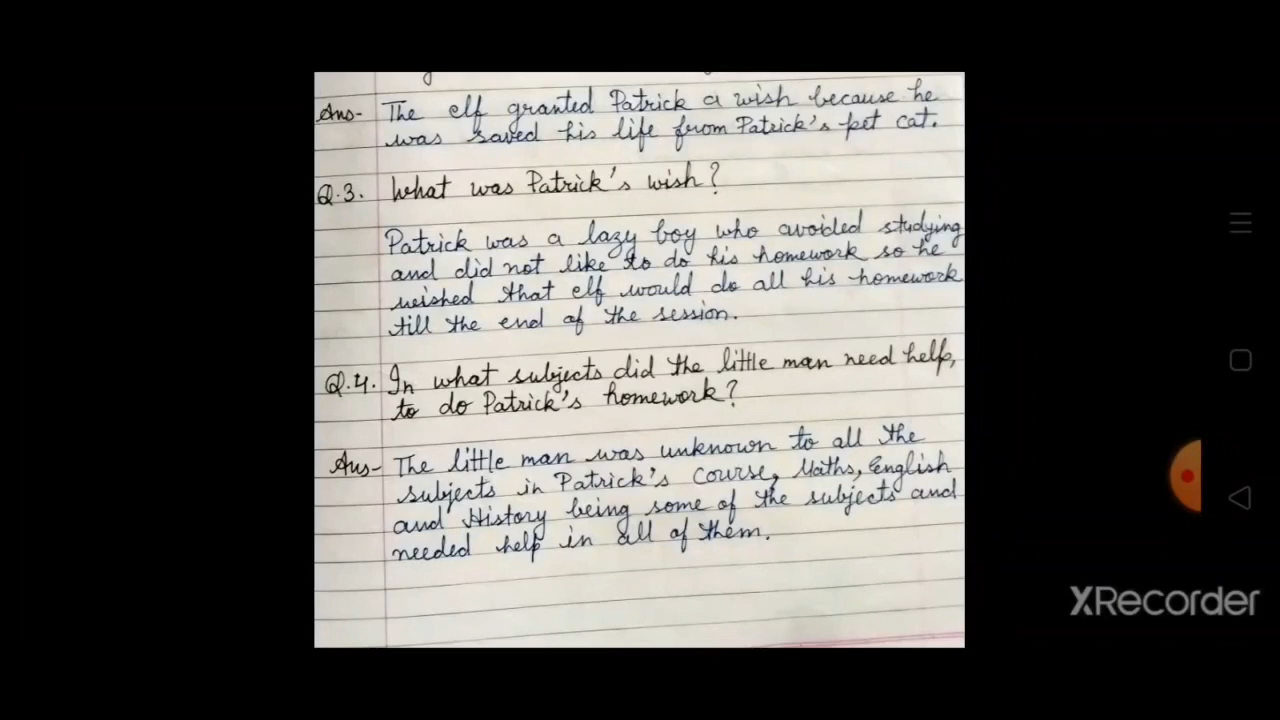 Ans- The elf granted Patrick a wish because he
was saved his life from Patrick's pet cat.
Q.3. What was Patrick's wish?
Patrick was a lazy boy who avoided studying
and did not like to do his homework so he
wished that elf would do all his homework
till the end of the session.
Q.4. In what subjects did the little man need help,
to do Patrick's homework?
Ans- The little man was unknown to all the
subjects in Patrick's course, Maths, English
and History being some of the subjects and
needed help in all of them.
XRecorder